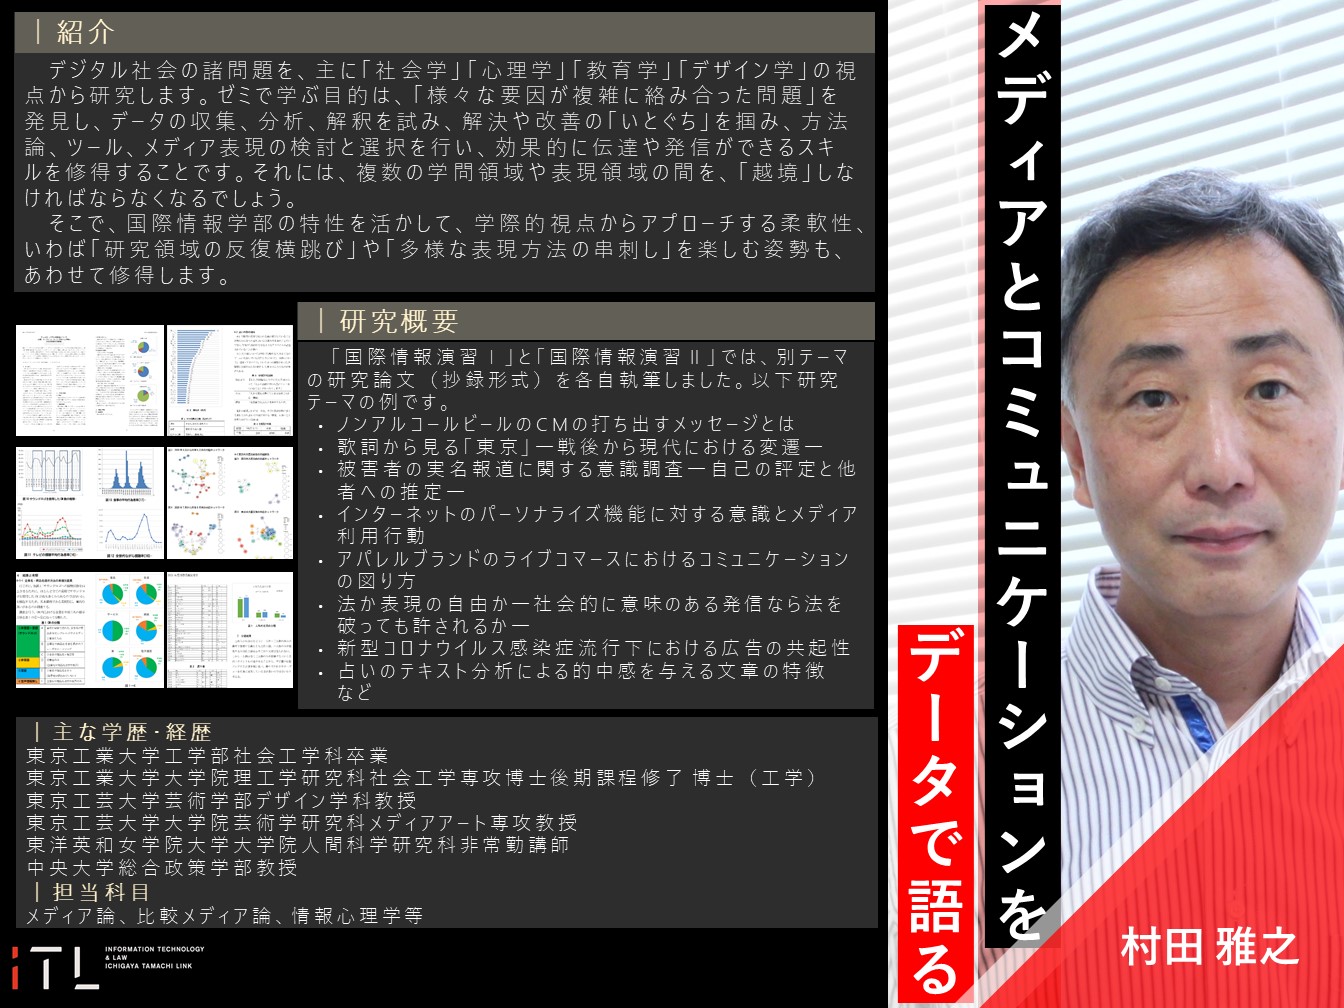 ｜紹介
デジタル社会の諸問題を、主に「社会学」「心理学」「教育学」「デザイン学」の視
点から研究します。ゼミで学ぶ目的は、「様々な要因が複雑に絡み合った問題」を
発見し、データの収集、分析、解釈を試み、解決や改善の「いとぐち」を掴み、方法
論、ツール、メディア表現の検討と選択を行い、効果的に伝達や発信ができるスキ
ルを修得することです。それには、複数の学問領域や表現領域の間を、「越境」しな
ければならなくなるでしょう。
そこで、国際情報学部の特性を活かして、学際的視点からアプローチする柔軟性、
いわば「研究領域の反復横跳び」や「多様な表現方法の串刺し」を楽しむ姿勢も、
あわせて修得します。
｜研究概要
「国際情報演習Ⅰ」と「国際情報演習Ⅱ」では、別テーマ
の研究論文（抄録形式）を各自執筆しました。以下研究
テーマの例です。
・ノンアルコールビールのCMの打ち出すメッセージとは
・歌詞から見る「東京」―戦後から現代における変遷―
・被害者の実名報道に関する意識調査―自己の評定と他
者への推定―
・インターネットのパーソナライズ機能に対する意識とメディア
利用行動
・アパレルブランドのライブコマースにおけるコミュニケーション
の図り方
・法か表現の自由か―社会的に意味のある発信なら法を
破っても許されるか―
・新型コロナウイルス感染症流行下における広告の共起性
・占いのテキスト分析による的中感を与える文章の特徴
など
｜主な学歴・経歴
東京工業大学工学部社会工学科卒業
東京工業大学大学院理工学研究科社会工学専攻博士後期課程修了 博士（工学）
東京工芸大学芸術学部デザイン学科教授
東京工芸大学大学院芸術学研究科メディアアート専攻教授
東洋英和女学院大学大学院人間科学研究科非常勤講師
中央大学総合政策学部教授
｜担当科目
メディア論、比較メディア論、情報心理学等
iTL
INFORMATION TECHNOLOGY
& LAW
ICHIGAYA TAMACHI LINK
メディアとコミュニケーションを
データで語る
村田 雅之